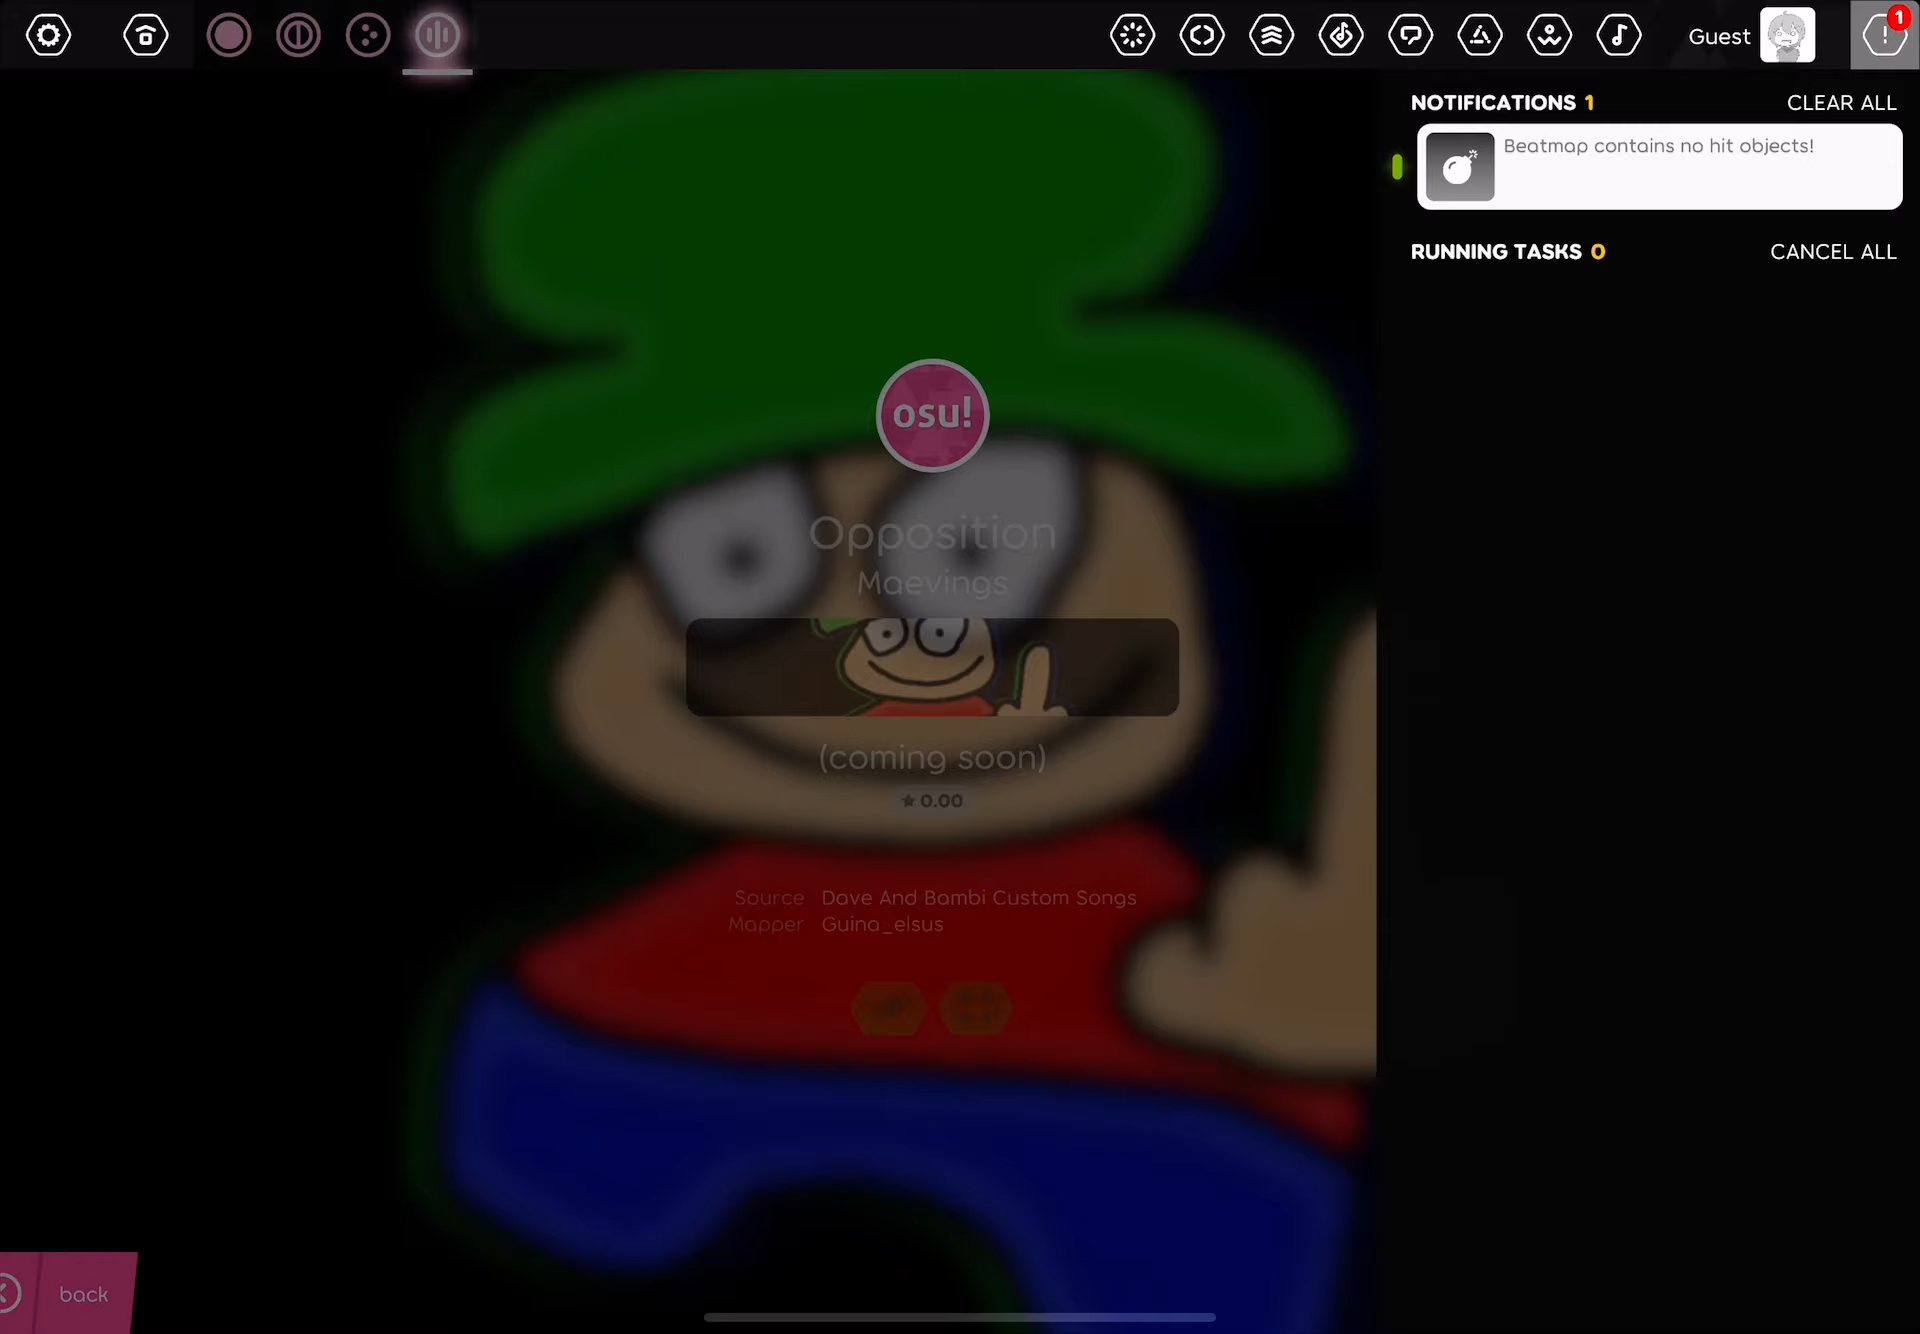 Guest
1
NOTIFICATIONS 1
CLEAR ALL
Beatmap contains no hit objects!
RUNNING TASKS 0
CANCEL ALL
osu!
Opposition
Maevings
(coming soon)
★ 0.00
Source Dave And Bambi Custom Songs
Mapper Guina_elsus
back